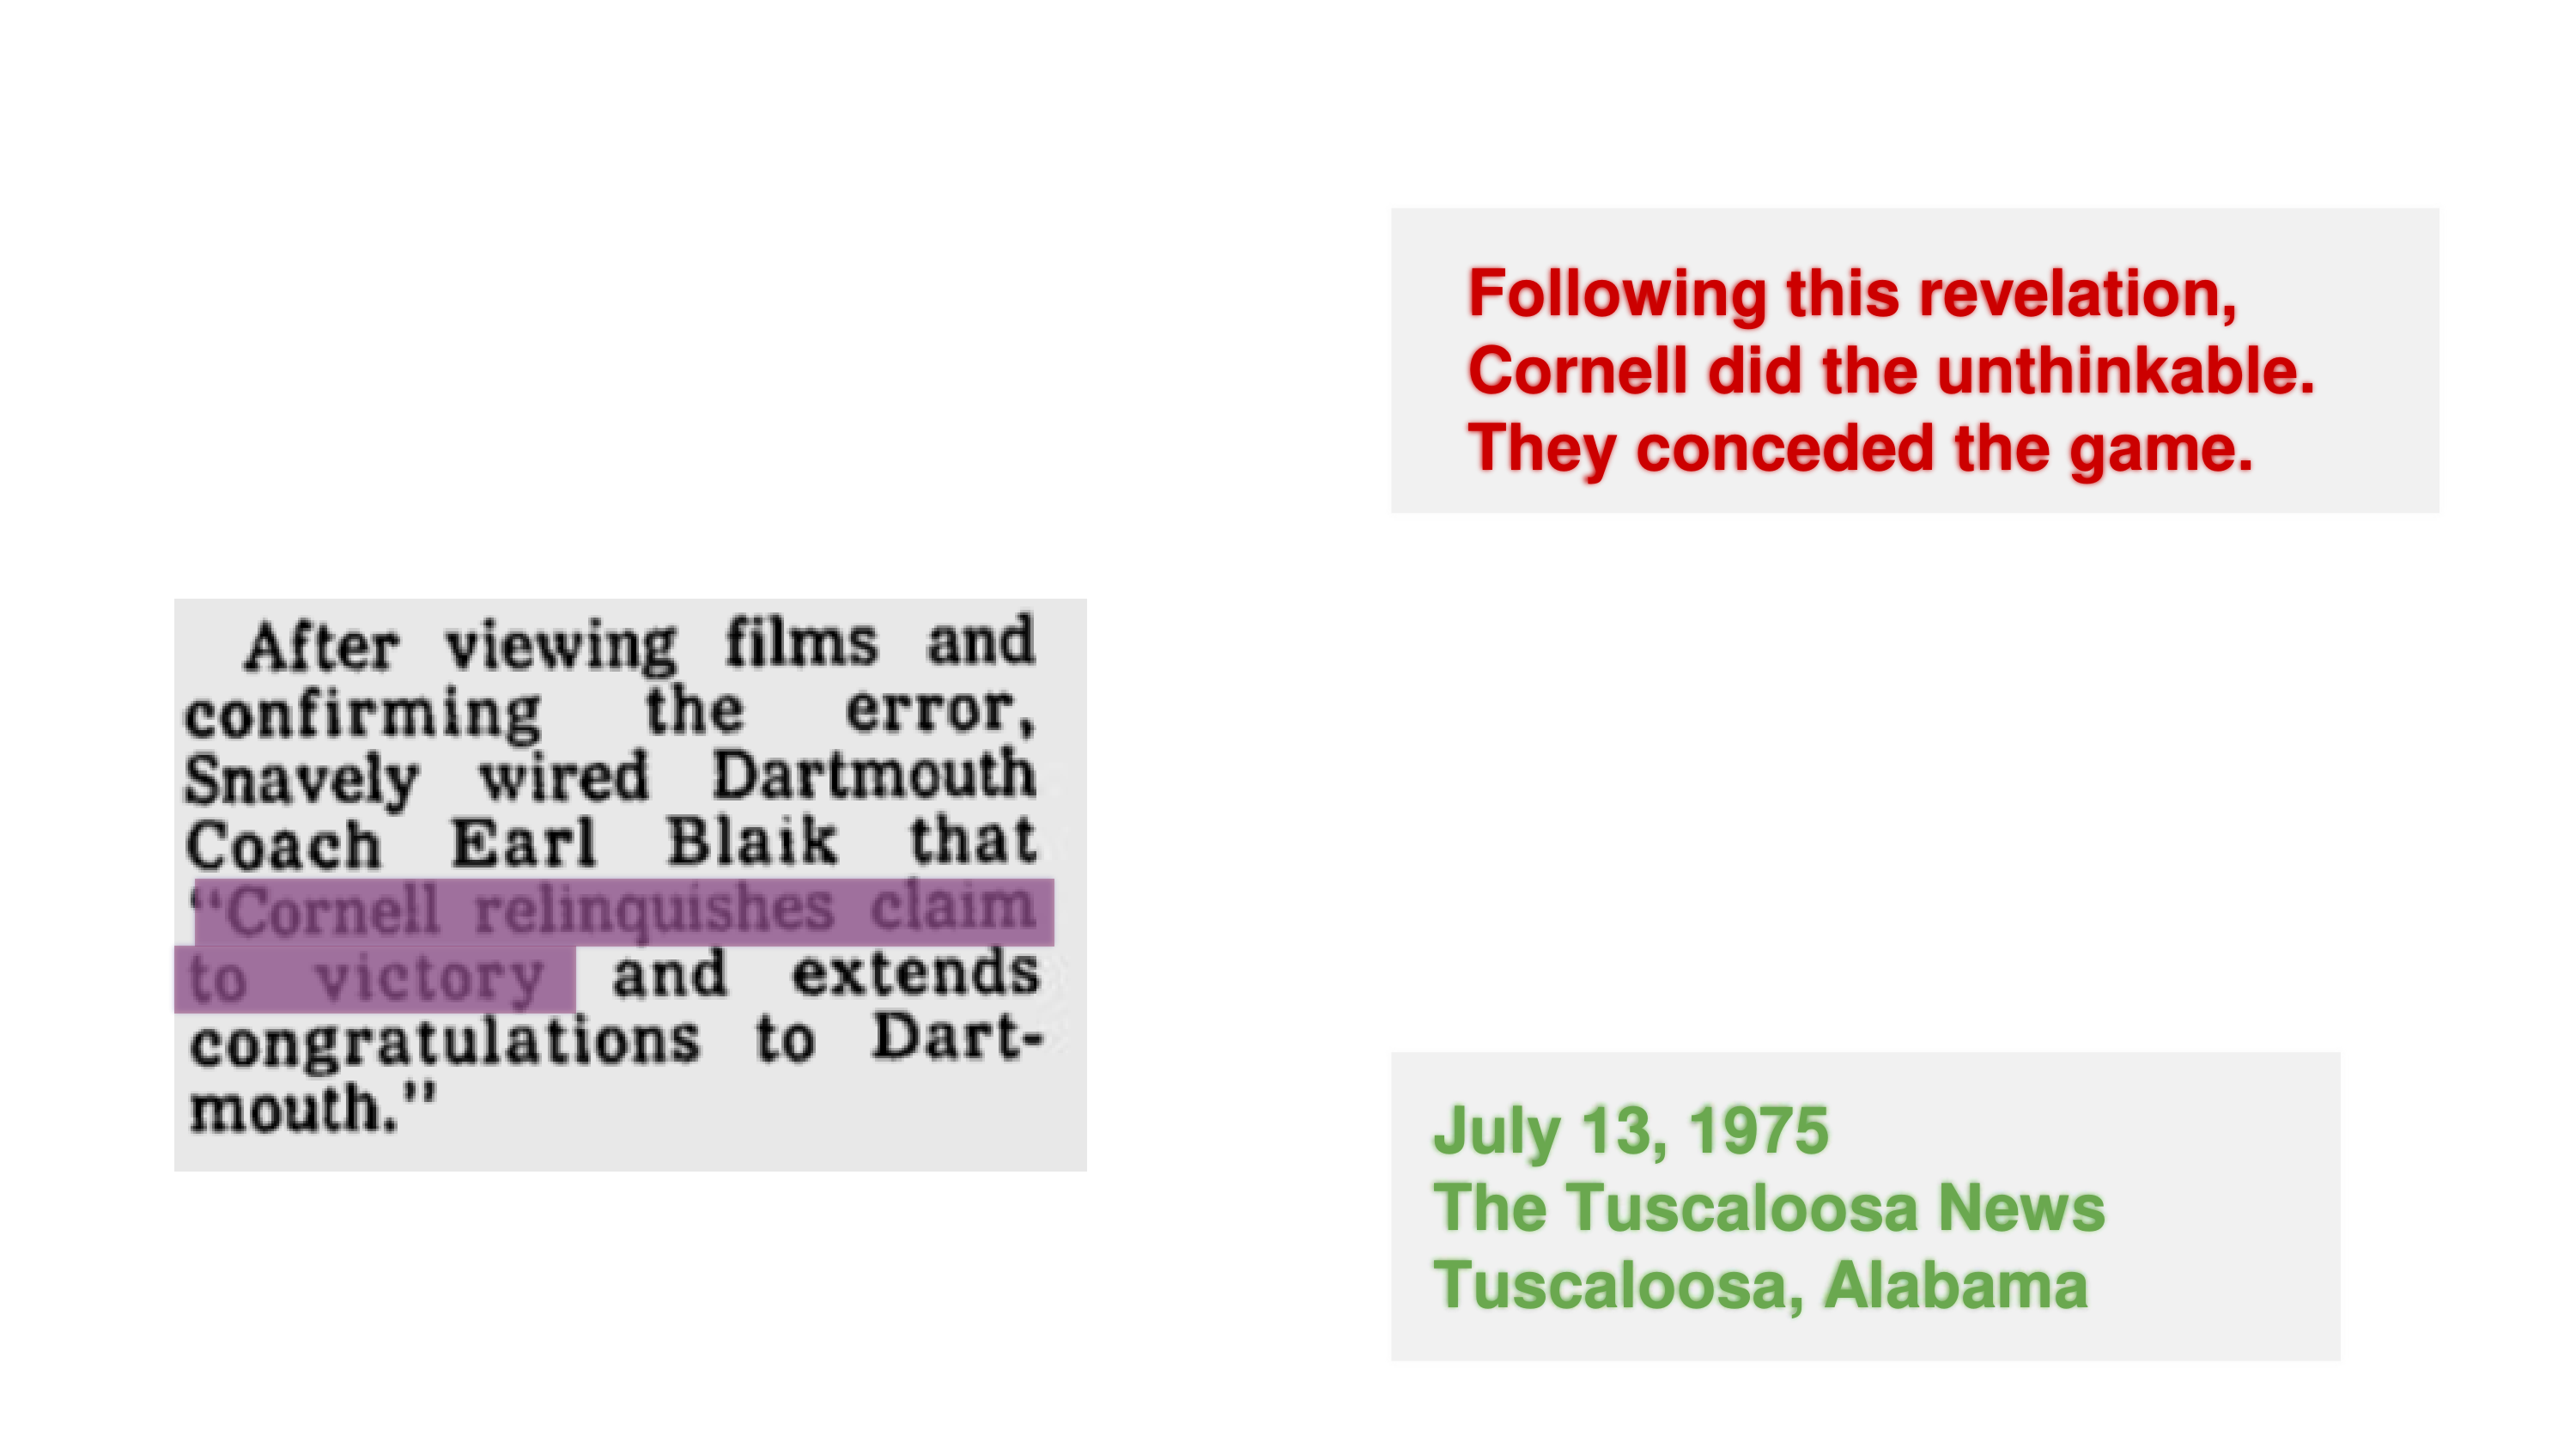 Following this revelation,
Cornell did the unthinkable.
They conceded the game.
After viewing films and
confirming the error,
Snavely wired Dartmouth
Coach Earl Blaik that
“Cornell relinquishes claim
to victory and extends
congratulations to Dart-
mouth.”
July 13, 1975
The Tuscaloosa News
Tuscaloosa, Alabama